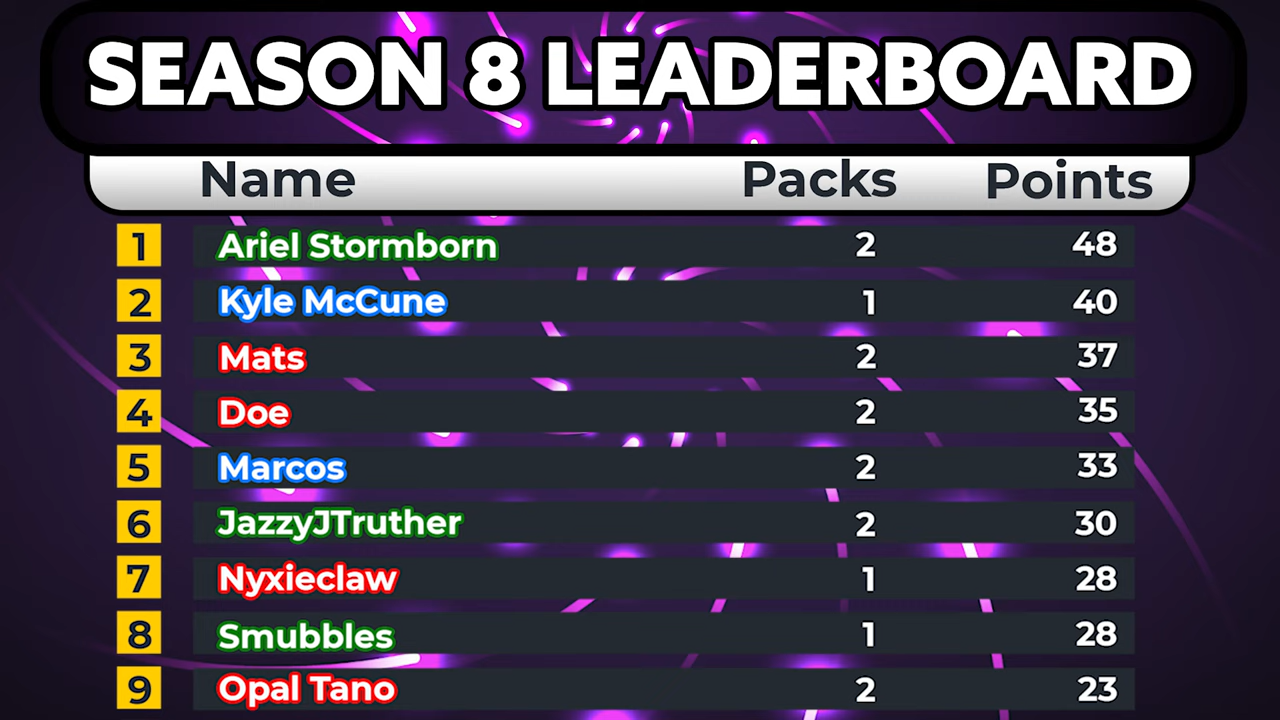 SEASON 8 LEADERBOARD
Name Packs Points
1 Ariel Stormborn 2 48
2 Kyle McCune 1 40
3 Mats 2 37
4 Doe 2 35
5 Marcos 2 33
6 JazzyJTruther 2 30
7 Nyxieclaw 1 28
8 Smubbles 1 28
9 Opal Tano 2 23